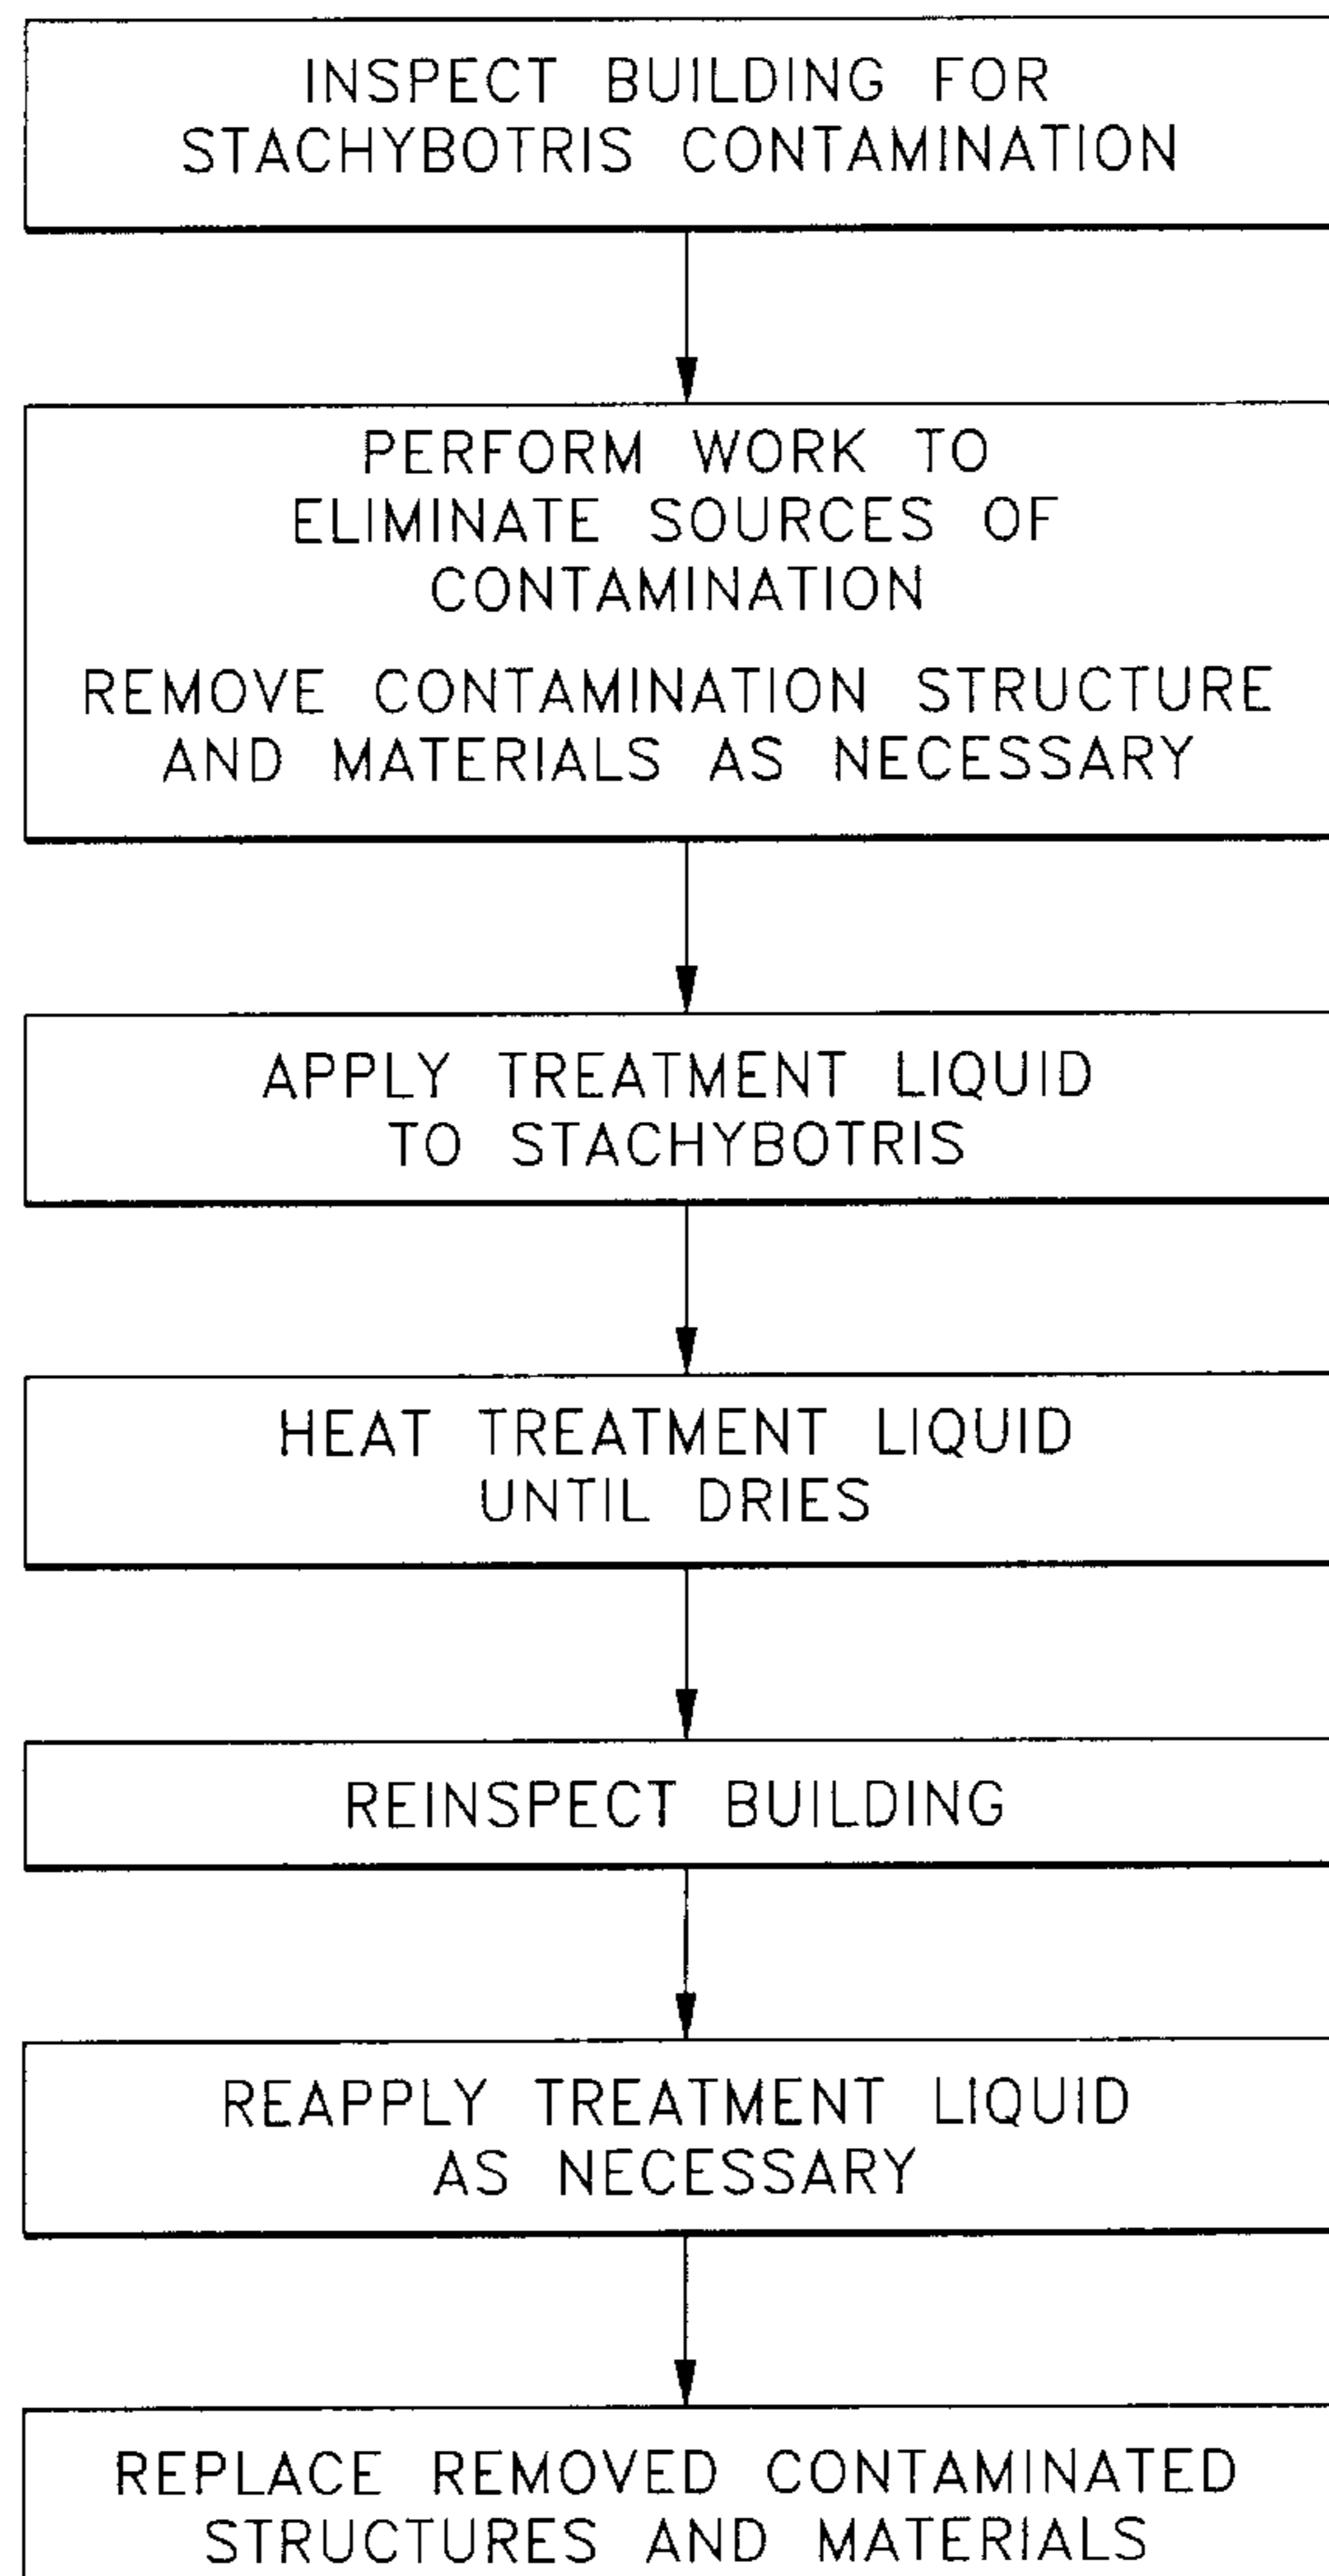 INSPECT BUILDING FOR
STACHYBOTRIS CONTAMINATION
PERFORM WORK TO
ELIMINATE SOURCES OF
CONTAMINATION
REMOVE CONTAMINATION STRUCTURE
AND MATERIALS AS NECESSARY
APPLY TREATMENT LIQUID
TO STACHYBOTRIS
HEAT TREATMENT LIQUID
UNTIL DRIES
REINSPECT BUILDING
REAPPLY TREATMENT LIQUID
AS NECESSARY
REPLACE REMOVED CONTAMINATED
STRUCTURES AND MATERIALS